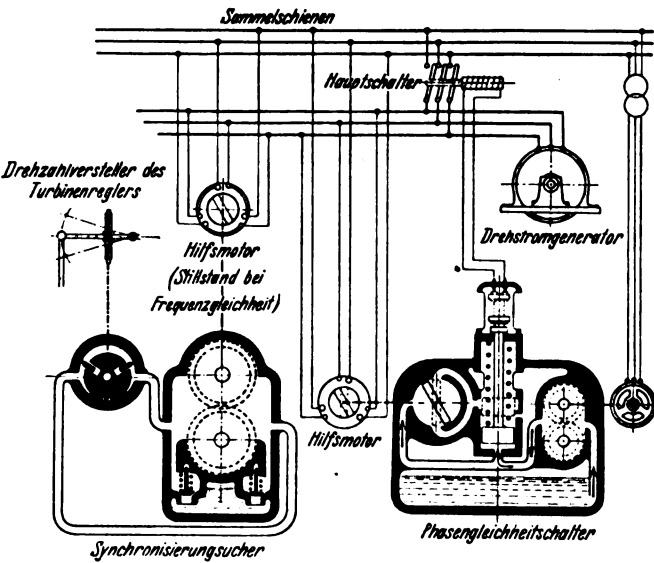 Sammelschienen
Hauptschalter
Drehzahlversteller des
Turbinenreglers
Hilfsmotor
(Stillstand bei
Frequenzgleichheit)
Drehstromgenerator
Hilfsmotor
Phasengleichheitschalter
Synchronisierungsucher